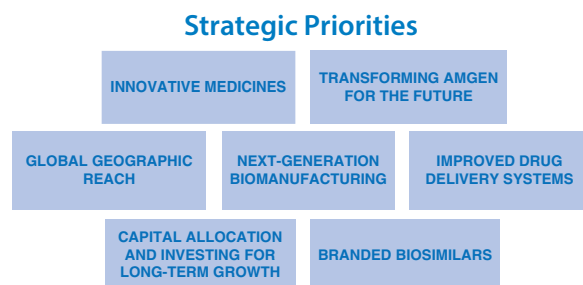 Strategic Priorities
INNOVATIVE MEDICINES
TRANSFORMING AMGEN
FOR THE FUTURE
GLOBAL GEOGRAPHIC
REACH
NEXT-GENERATION
BIOMANUFACTURING
IMPROVED DRUG
DELIVERY SYSTEMS
CAPITAL ALLOCATION
AND INVESTING FOR
LONG-TERM GROWTH
BRANDED BIOSIMILARS